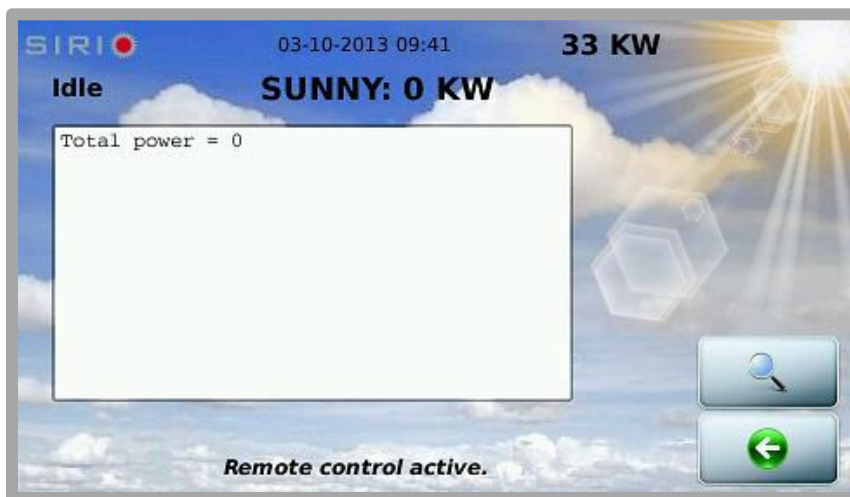 SIRIO
03-10-2013 09:41
33 KW
Idle
SUNNY: 0 KW
Total power = 0
Remote control active.